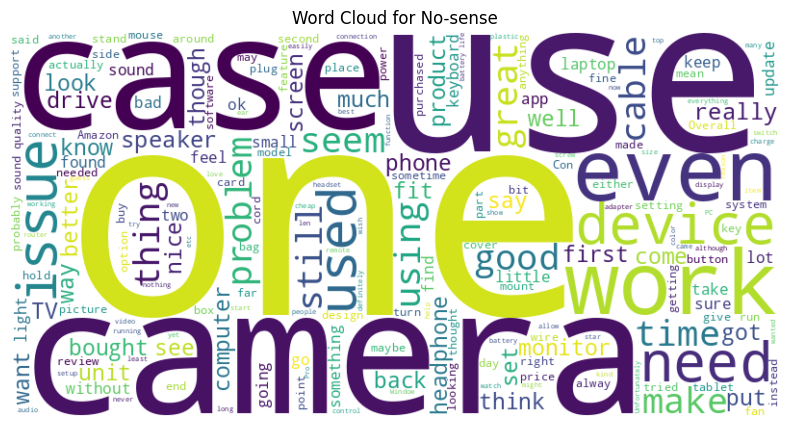 Word Cloud for No-sense
said another stand mouse around second easily connection plastic battery life top many
support actually side may plug feature place power purchased fine now mean everything
look sound though software ok screen much case use product keyboard great anything cable laptop keep update
drive bad app well really
connect Amazon speaker seem made Overall charge switch
sound quality know found feel small model best function phone sometime fit Con either size
probably needed card cord love problem still used using find even
issue better way thing nice two buy option try new nothing etc one say bit part good little show cover mount device setting system key display adapter PC color although item
working router hold bag far cheap headset len remote definitely first come button case lot work
TV picture light box start people design turn help getting take sure give run
camera time got need make put instead wanted
want video running yet computer something maybe headphone thought looking wire allow star monitor
bought see review least unit without end setup never audio long going point go Pro back control window day set right price think watch might kind alway tried tablet unfortunately fan